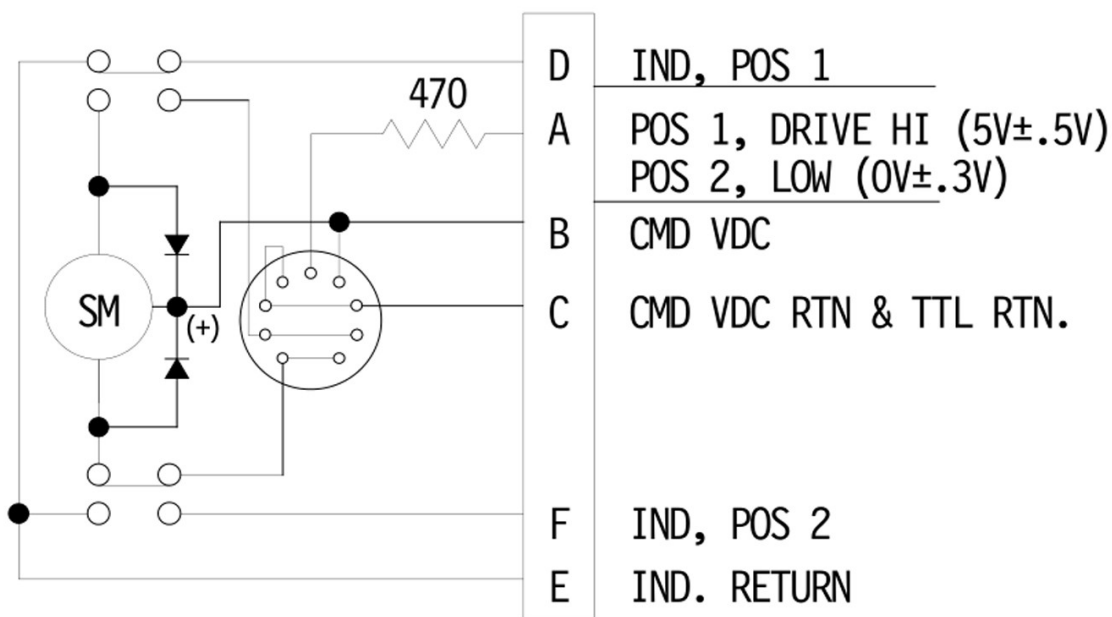 D IND, POS 1
470
A POS 1, DRIVE HI (5V±.5V)
POS 2, LOW (0V±.3V)
B CMD VDC
SM
(+)
C CMD VDC RTN & TTL RTN.
F IND, POS 2
E IND. RETURN